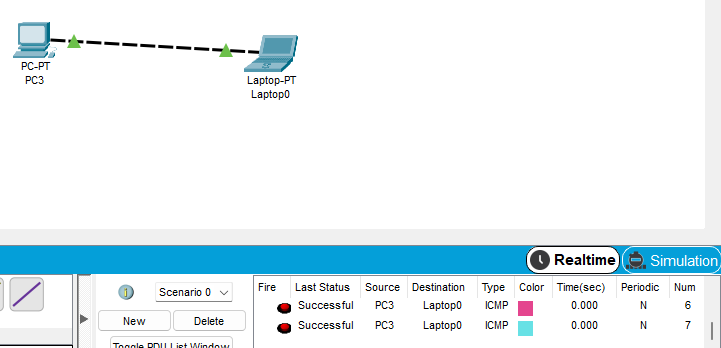 PC-PT
PC3
Laptop-PT
Laptop0
Realtime
Simulation
Scenario 0
New
Delete
Toggle PDU List Window
Fire Last Status Source Destination Type Color Time(sec) Periodic Num
Successful PC3 Laptop0 ICMP 0.000 N 6
Successful PC3 Laptop0 ICMP 0.000 N 7